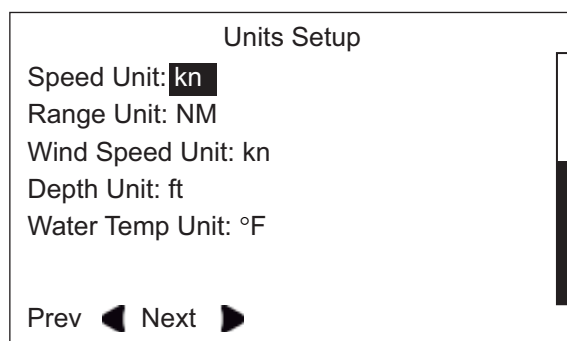 Units Setup
Speed Unit: kn
Range Unit: NM
Wind Speed Unit: kn
Depth Unit: ft
Water Temp Unit: °F
Prev ◀ Next ▶